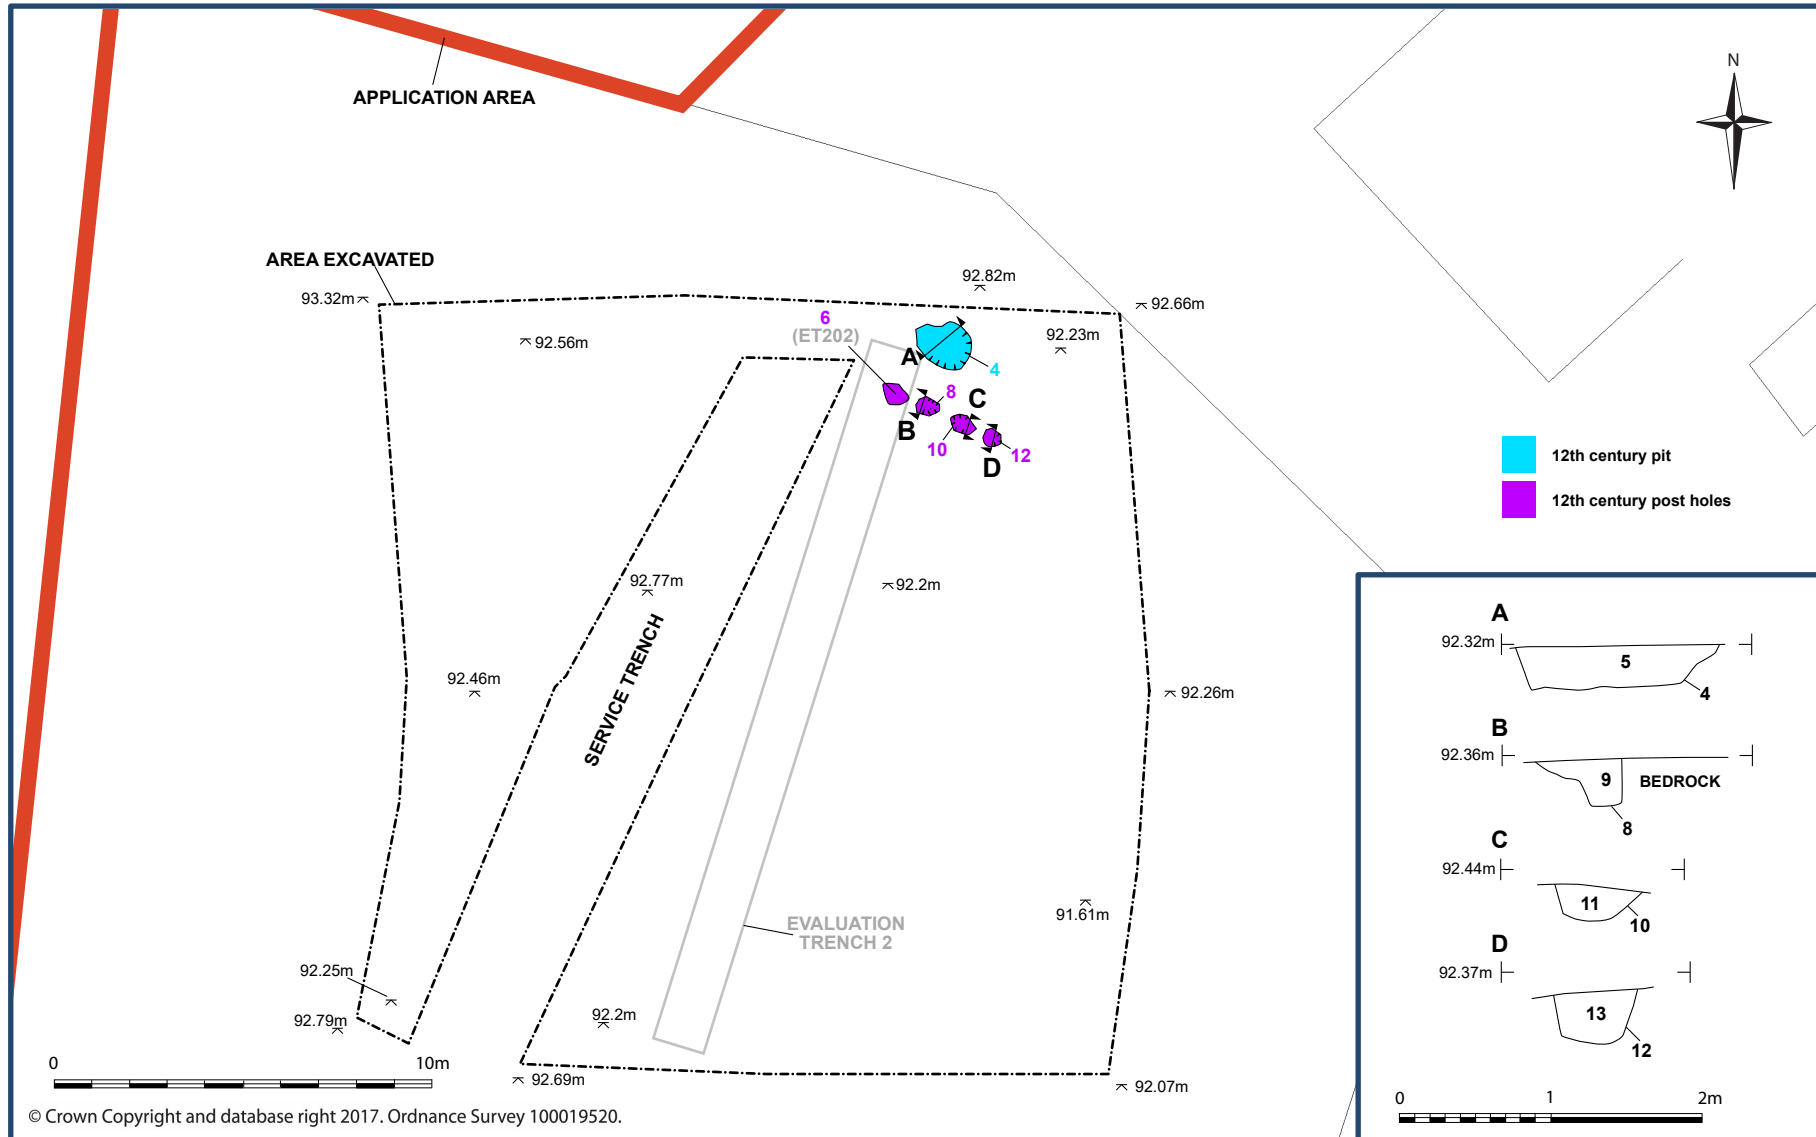 APPLICATION AREA
N
AREA EXCAVATED
93.32m
92.82m
92.66m
6
(ET202)
92.23m
92.56m
A
4
8
C
B
10
12
D
12th century pit
12th century post holes
92.77m
92.2m
SERVICE TRENCH
92.46m
92.26m
EVALUATION
TRENCH 2
91.61m
92.25m
92.79m
92.2m
92.69m
92.07m
0 10m
© Crown Copyright and database right 2017. Ordnance Survey 100019520.
A
92.32m
5
4
B
92.36m
9
BEDROCK
8
C
92.44m
11
10
D
92.37m
13
12
0 1 2m